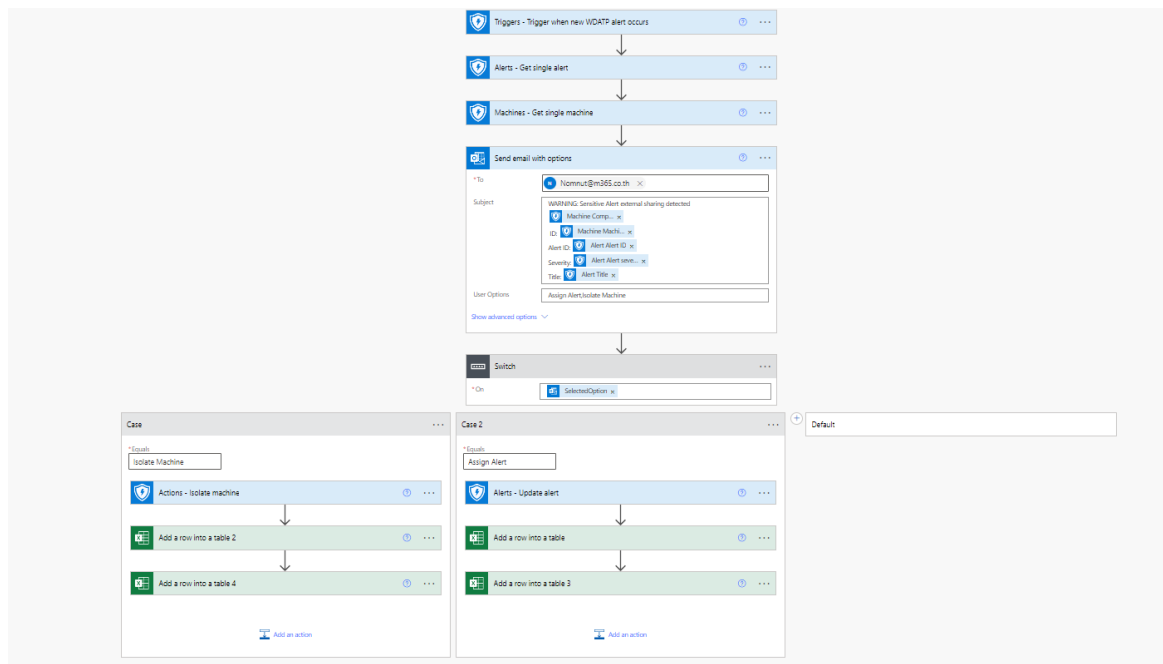 Triggers - Trigger when new WDATP alert occurs
Alerts - Get single alert
Machines - Get single machine
Send email with options
*To
Nomnut@m365.co.th ×
Subject
WARNING: Sensitive Alert external sharing detected
Machine Comp... ×
ID: Machine Machi... ×
Alert ID: Alert Alert ID ×
Severity: Alert Alert seve... ×
Title: Alert Title ×
User Options
Assign Alert,Isolate Machine
Show advanced options
Switch
*On
SelectedOption ×
Case
*Equals
Isolate Machine
Actions - Isolate machine
Add a row into a table 2
Add a row into a table 4
Add an action
Case 2
*Equals
Assign Alert
Alerts - Update alert
Add a row into a table
Add a row into a table 3
Add an action
Default